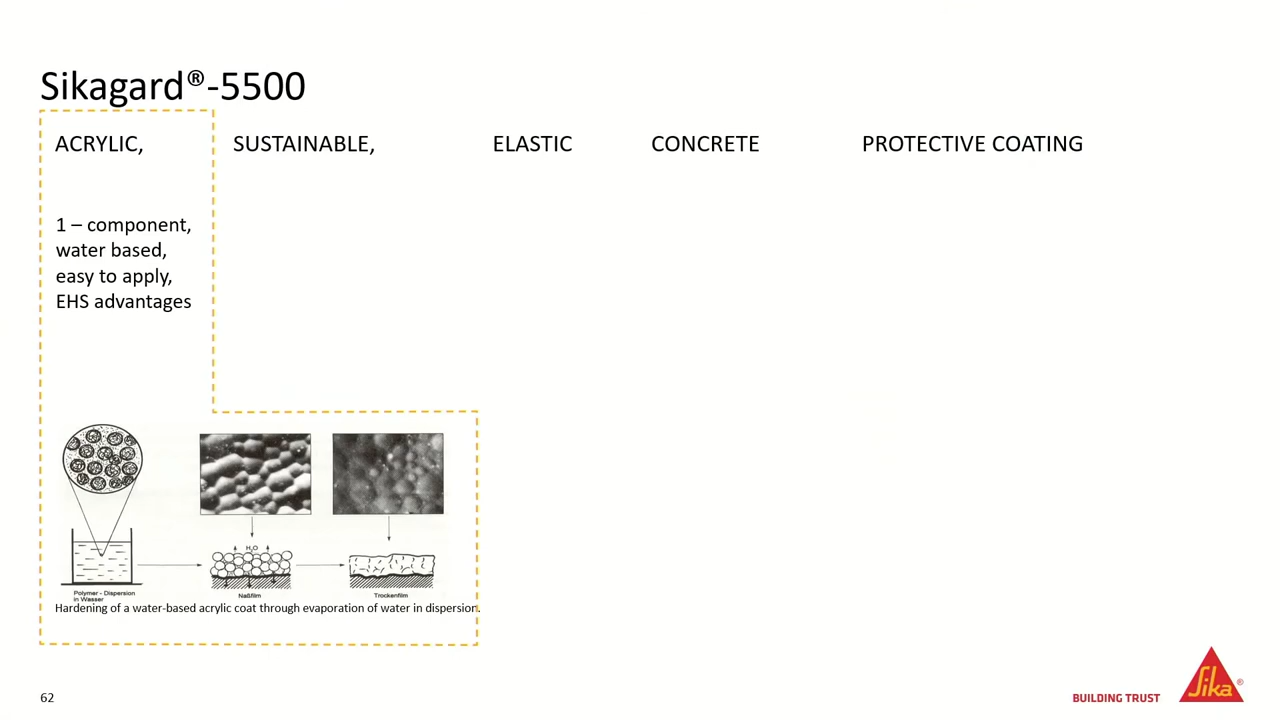 Sikagard®-5500
ACRYLIC,
SUSTAINABLE,
ELASTIC
CONCRETE
PROTECTIVE COATING
1 – component,
water based,
easy to apply,
EHS advantages
H₂O
Polymer - Dispersion
in Wasser
Naßfilm
Trockenfilm
Hardening of a water-based acrylic coat through evaporation of water in dispersion.
62
BUILDING TRUST
Sika®